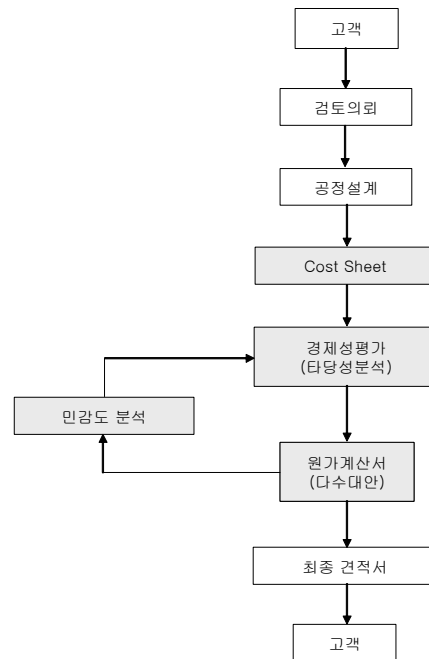 고객
검토의뢰
공정설계
Cost Sheet
경제성평가
(타당성분석)
민감도 분석
원가계산서
(다수대안)
최종 견적서
고객